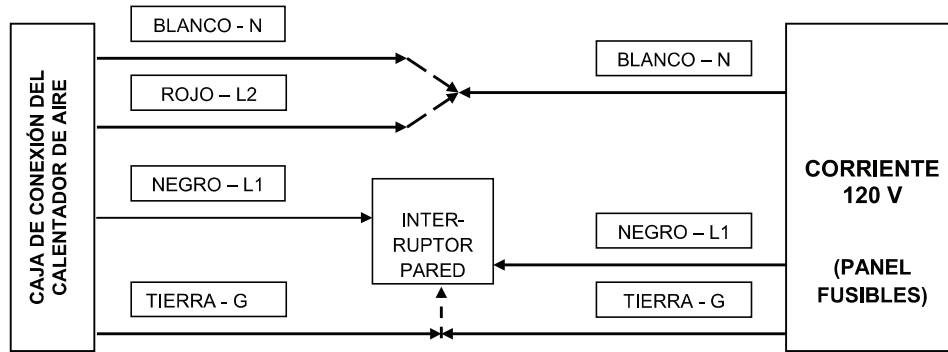 CAJA DE CONEXIÓN DEL
CALENTADOR DE AIRE
BLANCO - N
ROJO – L2
NEGRO – L1
TIERRA - G
INTER-
RUPTOR
PARED
BLANCO – N
NEGRO – L1
TIERRA - G
CORRIENTE
120 V
(PANEL
FUSIBLES)